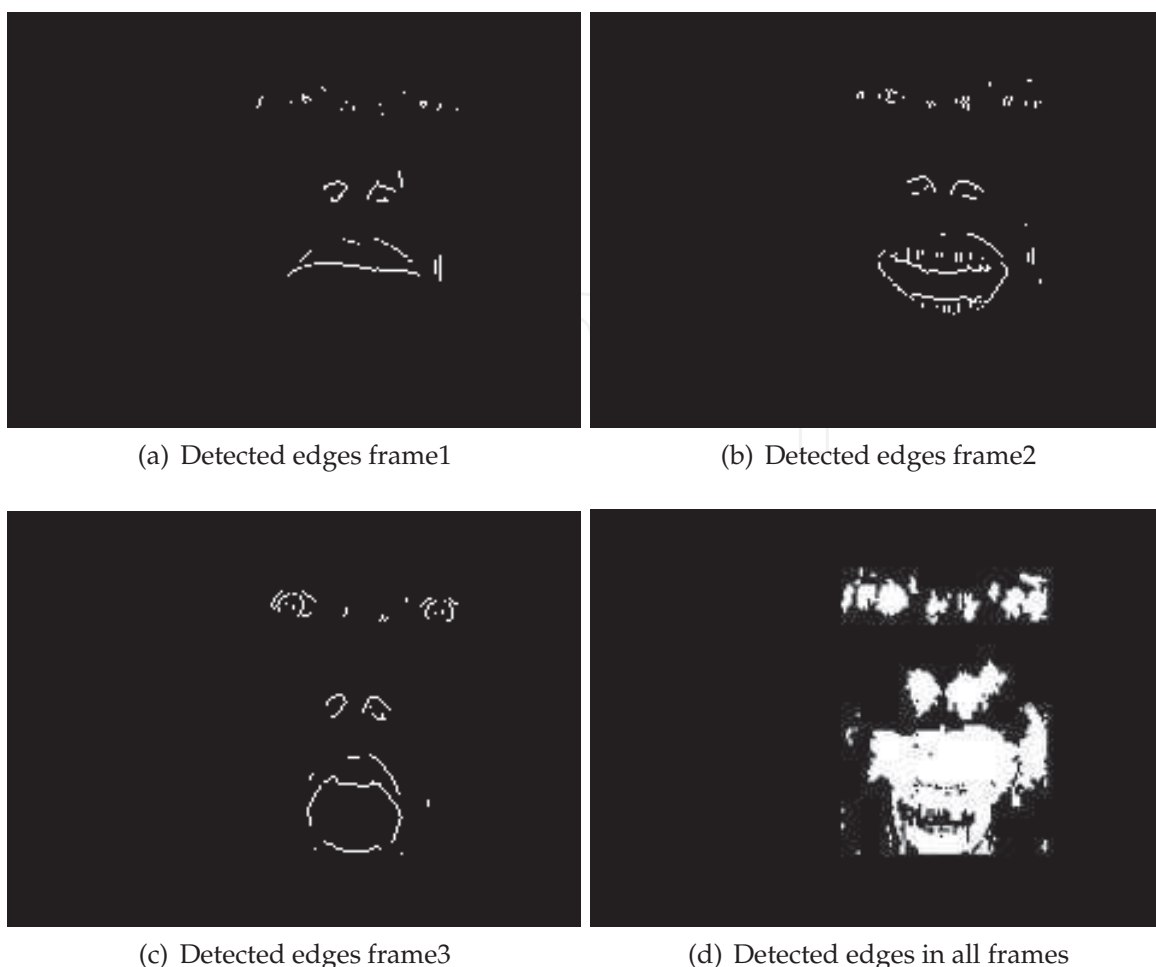 (a) Detected edges frame1
(b) Detected edges frame2
(c) Detected edges frame3
(d) Detected edges in all frames